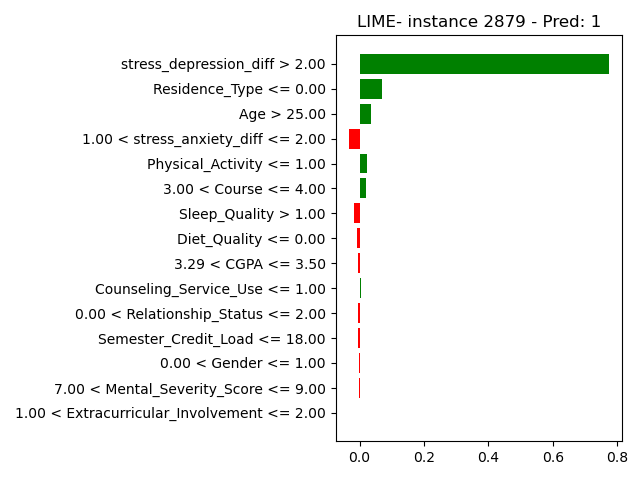 LIME- instance 2879 - Pred: 1
stress_depression_diff > 2.00
Residence_Type <= 0.00
Age > 25.00
1.00 < stress_anxiety_diff <= 2.00
Physical_Activity <= 1.00
3.00 < Course <= 4.00
Sleep_Quality > 1.00
Diet_Quality <= 0.00
3.29 < CGPA <= 3.50
Counseling_Service_Use <= 1.00
0.00 < Relationship_Status <= 2.00
Semester_Credit_Load <= 18.00
0.00 < Gender <= 1.00
7.00 < Mental_Severity_Score <= 9.00
1.00 < Extracurricular_Involvement <= 2.00
0.0 0.2 0.4 0.6 0.8